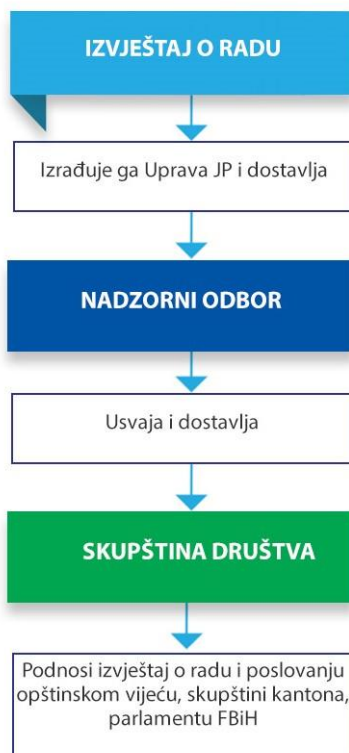 IZVJEŠTAJ O RADU
Izrađuje ga Uprava JP i dostavlja
NADZORNI ODBOR
Usvaja i dostavlja
SKUPŠTINA DRUŠTVA
Podnosi izvještaj o radu i poslovanju
opštinskom vijeću, skupštini kantona,
parlamentu FBiH